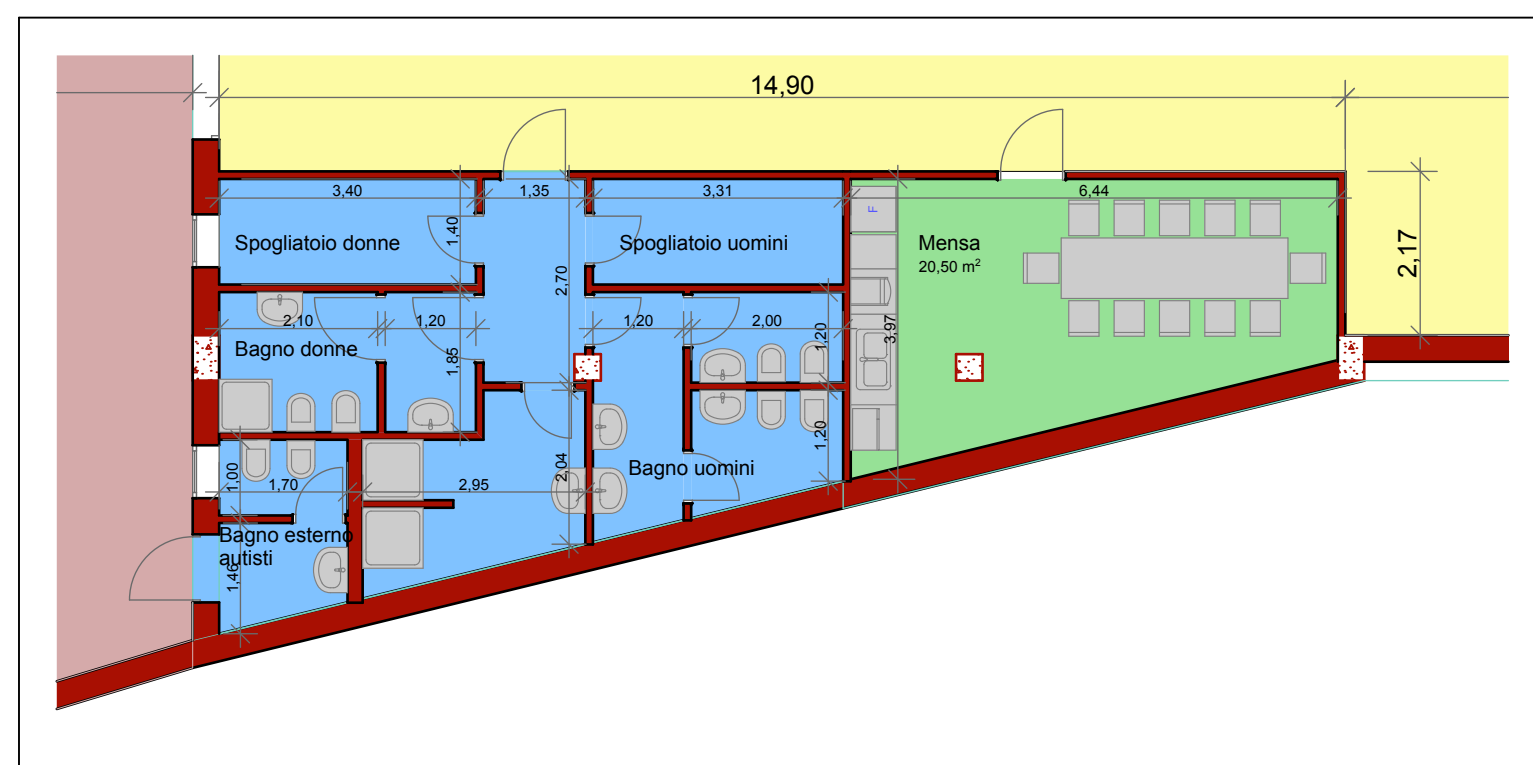 14,90
3,40
1,35
3,31
6,44
F
Spogliatoio donne
1,40
Spogliatoio uomini
Mensa
20,50 m²
2,17
2,70
2,10
1,20
1,20
2,00
1,20
3,97
Bagno donne
1,85
1,20
Bagno uomini
2,04
1,00
1,70
2,95
Bagno esterno
autisti
1,46